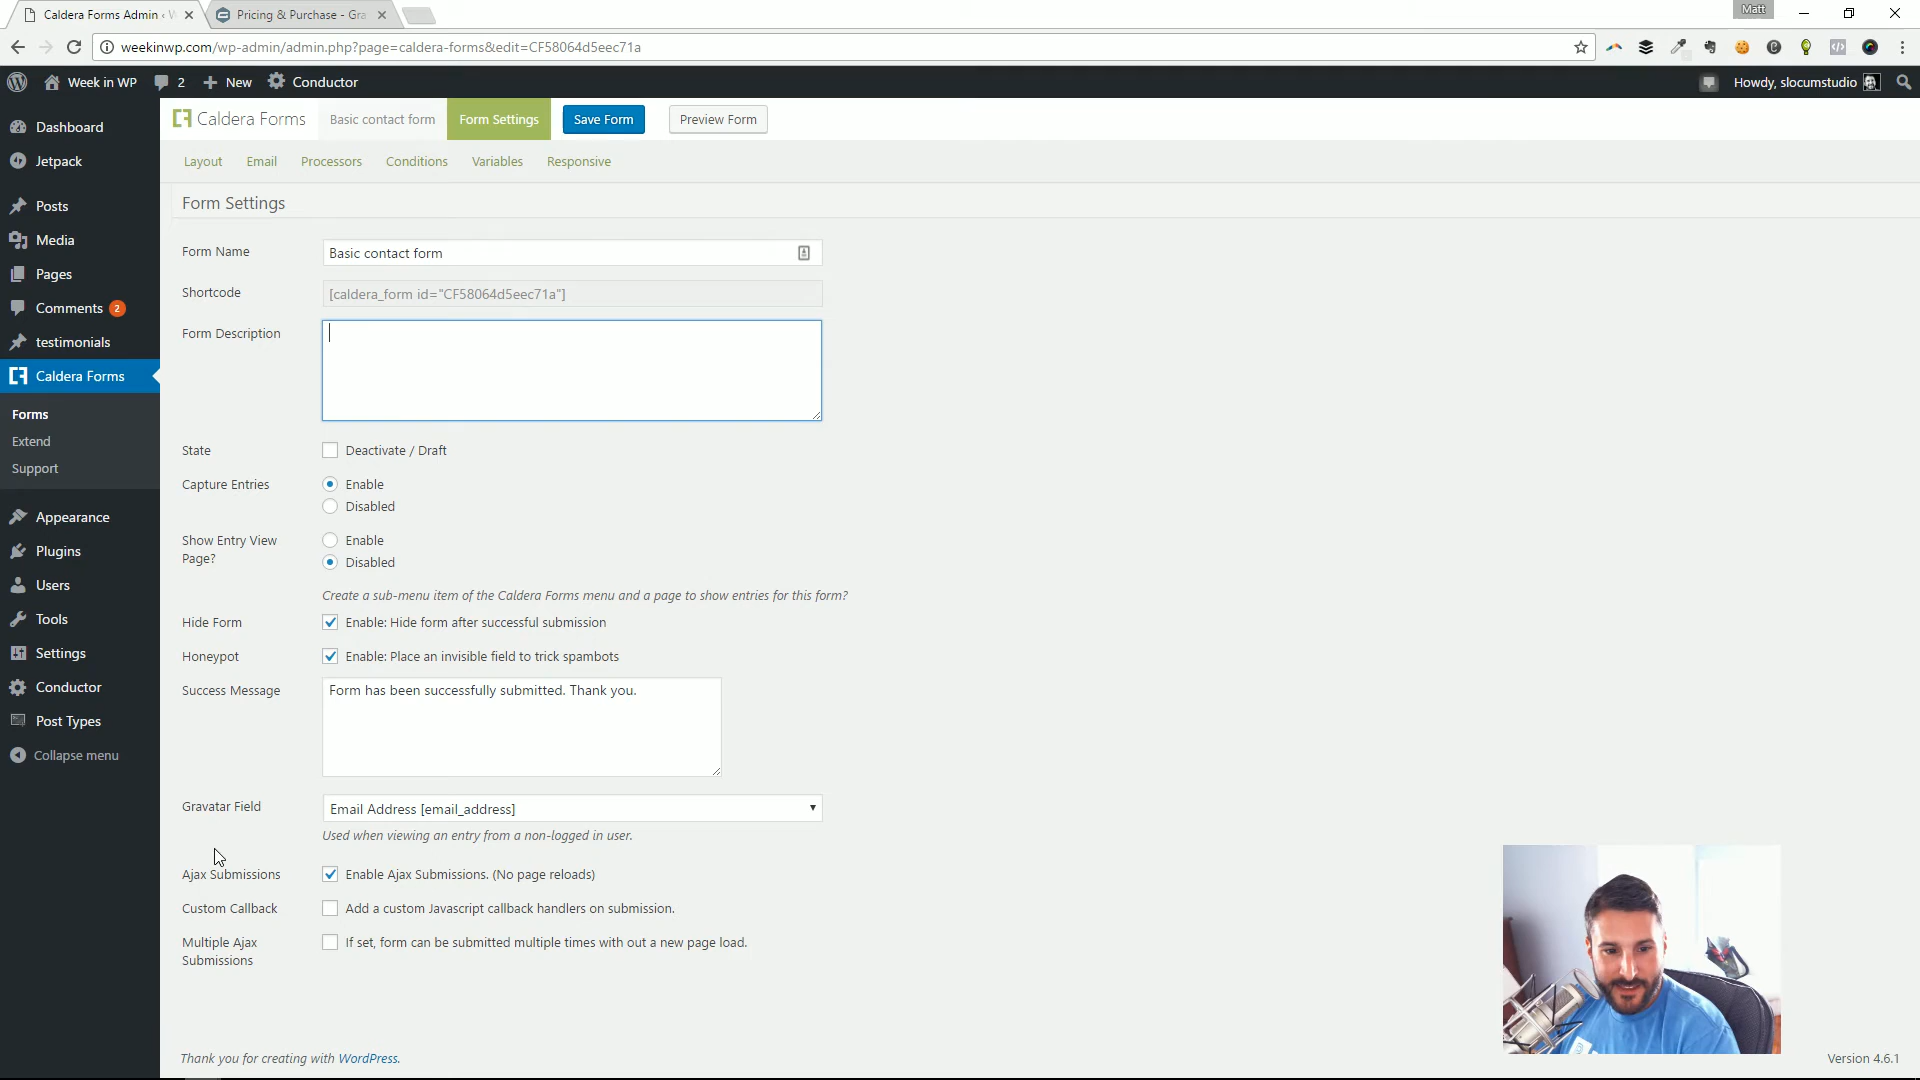 Caldera Forms Admin ‹ W
Pricing & Purchase - Gra
Matt
weekinwp.com/wp-admin/admin.php?page=caldera-forms&edit=CF58064d5eec71a
Week in WP
2
New
Conductor
Howdy, slocumstudio
Dashboard
Jetpack
Posts
Media
Pages
Comments 2
testimonials
Caldera Forms
Forms
Extend
Support
Appearance
Plugins
Users
Tools
Settings
Conductor
Post Types
Collapse menu
Caldera Forms
Basic contact form
Form Settings
Save Form
Preview Form
Layout
Email
Processors
Conditions
Variables
Responsive
Form Settings
Form Name
Basic contact form
Shortcode
[caldera_form id="CF58064d5eec71a"]
Form Description
State
Deactivate / Draft
Capture Entries
Enable
Disabled
Show Entry View
Page?
Enable
Disabled
Create a sub-menu item of the Caldera Forms menu and a page to show entries for this form?
Hide Form
Enable: Hide form after successful submission
Honeypot
Enable: Place an invisible field to trick spambots
Success Message
Form has been successfully submitted. Thank you.
Gravatar Field
Email Address [email_address]
Used when viewing an entry from a non-logged in user.
Ajax Submissions
Enable Ajax Submissions. (No page reloads)
Custom Callback
Add a custom Javascript callback handlers on submission.
Multiple Ajax
Submissions
If set, form can be submitted multiple times with out a new page load.
Thank you for creating with WordPress.
Version 4.6.1